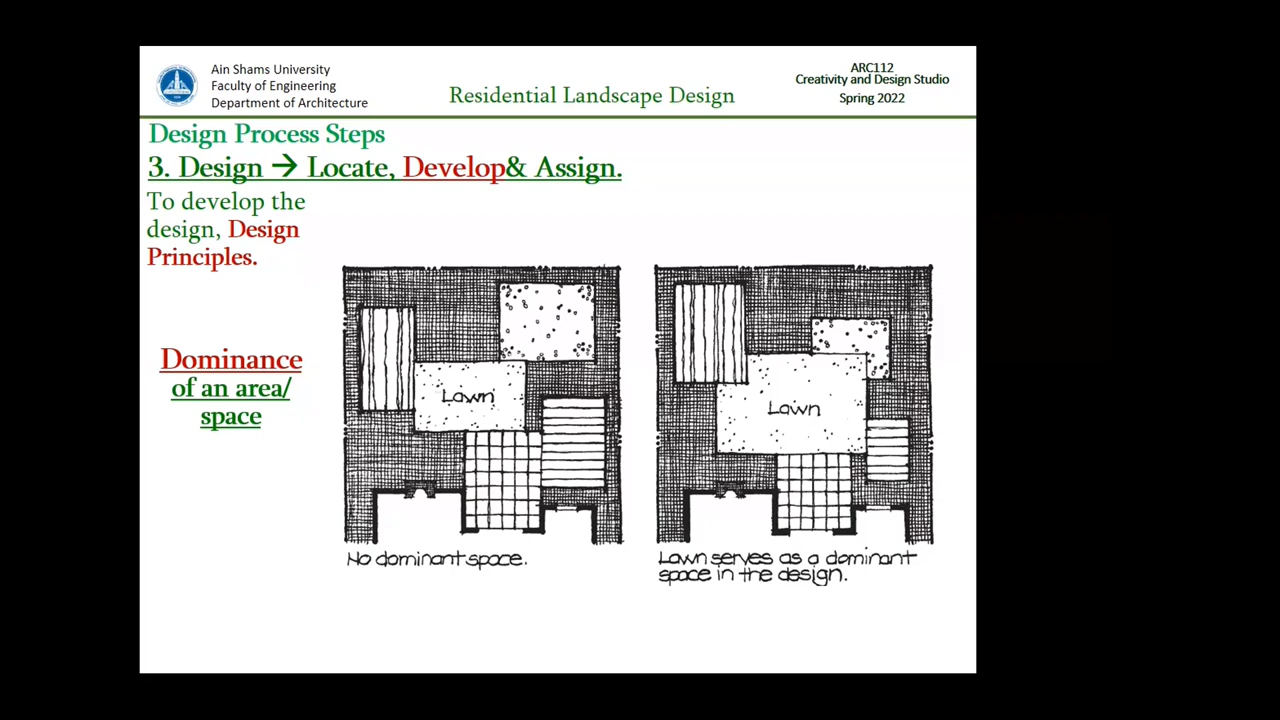 Ain Shams University
Faculty of Engineering
Department of Architecture
Residential Landscape Design
ARC112
Creativity and Design Studio
Spring 2022
Design Process Steps
3. Design → Locate, Develop& Assign.
To develop the
design, Design
Principles.
Dominance
of an area/
space
Lawn
No dominant space.
Lawn
Lawn serves as a dominant
space in the design.